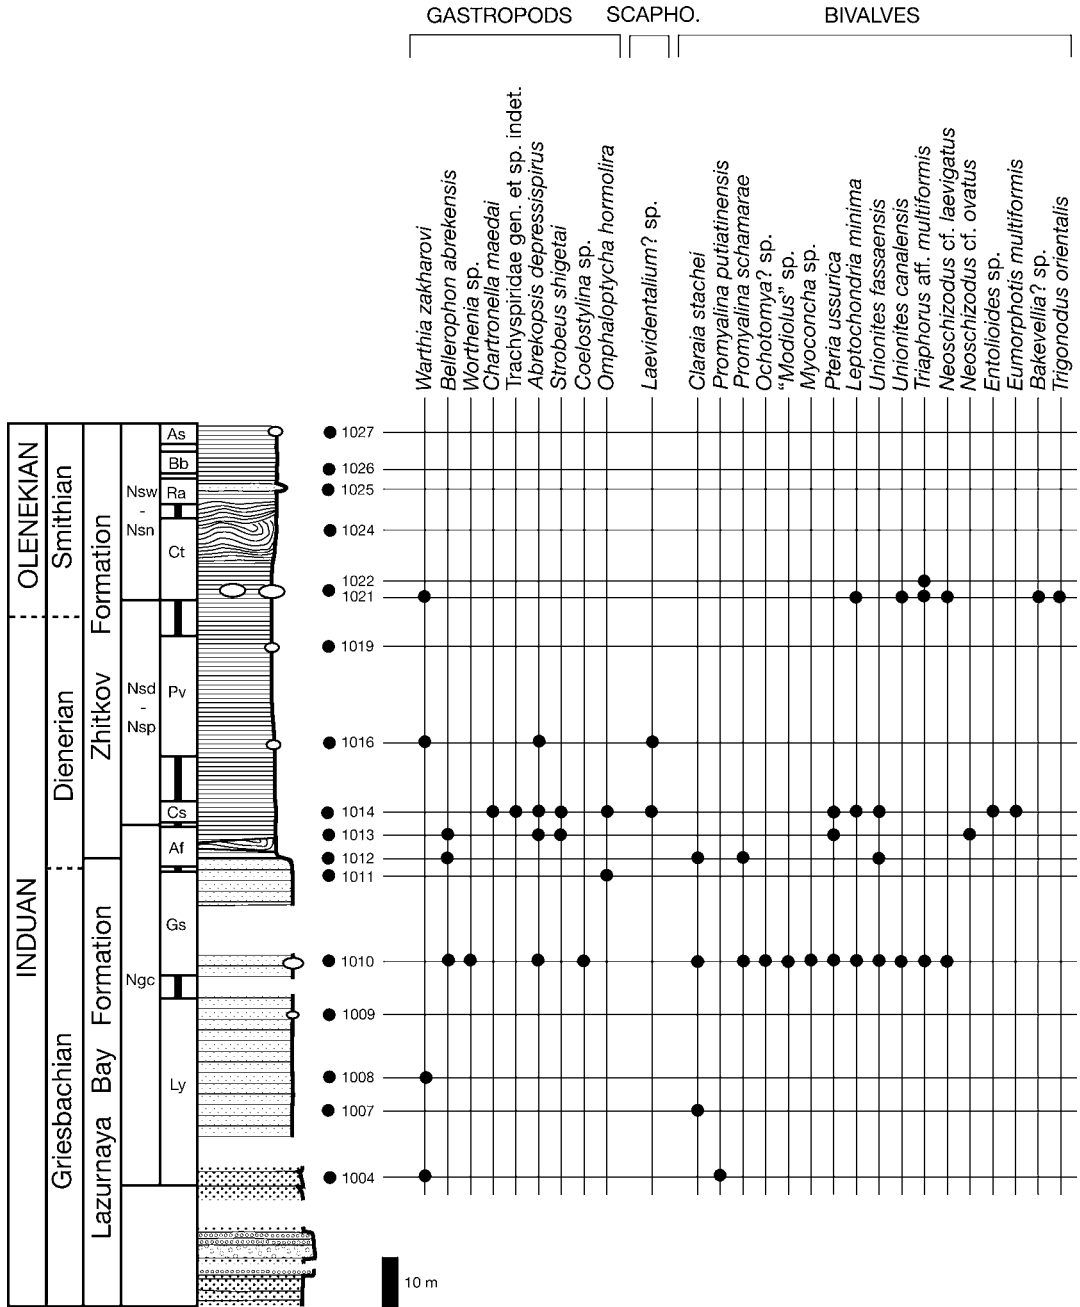 GASTROPODS SCAPHO. BIVALVES
Warthia zakharovi
Bellerophon abrekensis
Worthenia sp.
Chartronella maedai
Trachyspiridae gen. et sp. indet.
Abrekopsis depressispirus
Strobeus shigetai
Coelostylina sp.
Omphaloptycha hormolira
Laevidentalium? sp.
Claraia stachei
Promyalina putiatinensis
Promyalina schamarae
Ochotomya? sp.
“Modiolus” sp.
Myoconcha sp.
Pteria ussurica
Leptochondria minima
Unionites fassaensis
Unionites canalensis
Triaphorus aff. multiformis
Neoschizodus cf. laevigatus
Neoschizodus cf. ovatus
Entolioides sp.
Eumorphotis multiformis
Bakevellia? sp.
Trigonodus orientalis
OLENEKIAN
INDUAN
Smithian
Dienerian
Griesbachian
Zhitkov Formation
Lazurnaya Bay Formation
Nsw
-
Nsn
Nsd
-
Nsp
Ngc
As
Bb
Ra
Ct
Pv
Cs
Af
Gs
Ly
1027
1026
1025
1024
1022
1021
1019
1016
1014
1013
1012
1011
1010
1009
1008
1007
1004
10 m